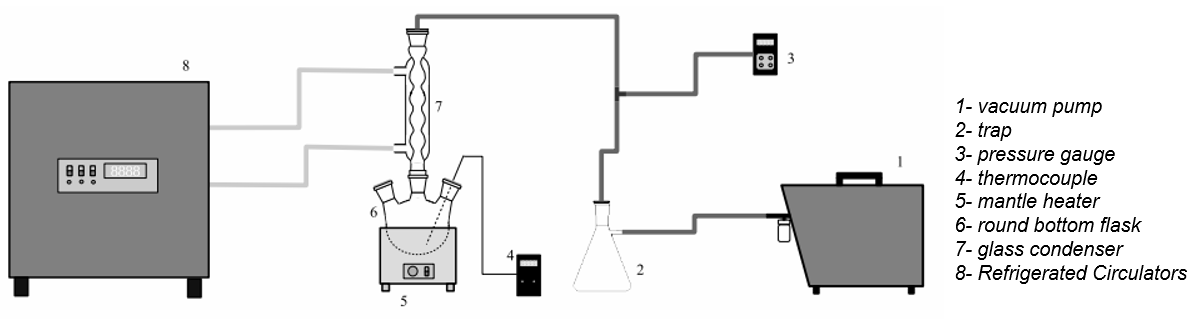 8
3
7
6
4
5
2
1
1- vacuum pump
2- trap
3- pressure gauge
4- thermocouple
5- mantle heater
6- round bottom flask
7- glass condenser
8- Refrigerated Circulators
8888